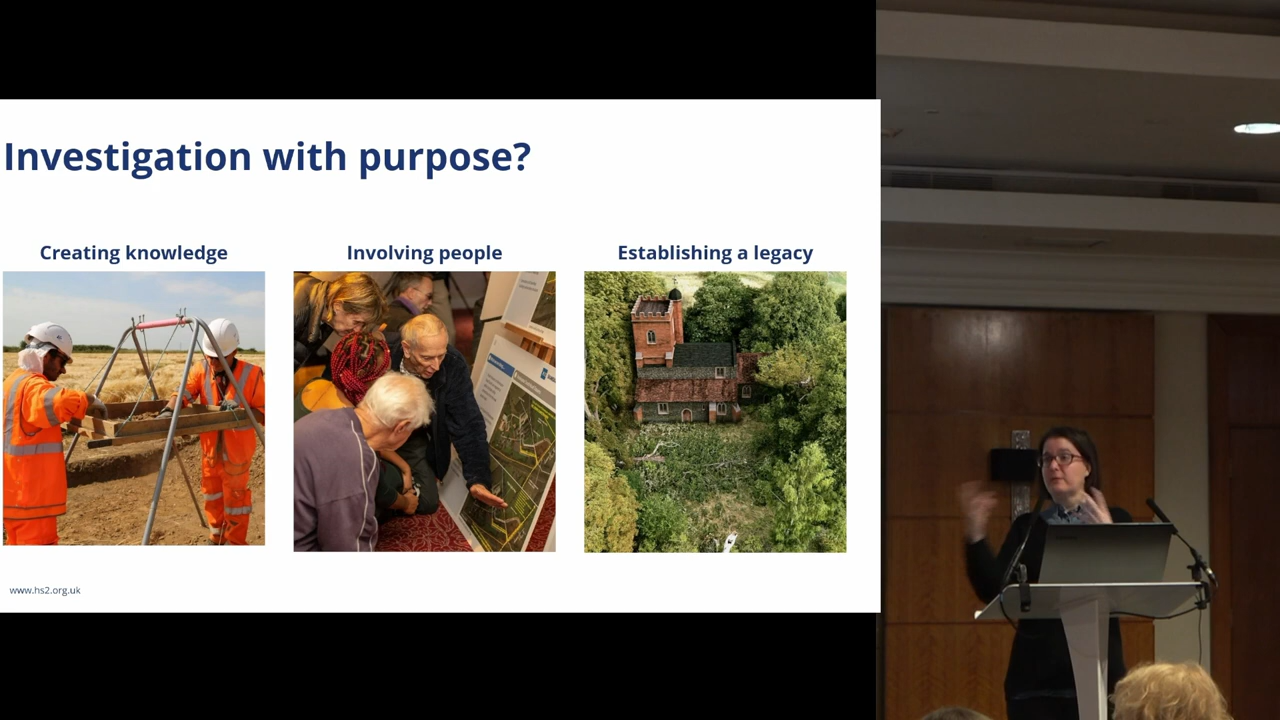 Investigation with purpose?
Creating knowledge
Involving people
Establishing a legacy
www.hs2.org.uk